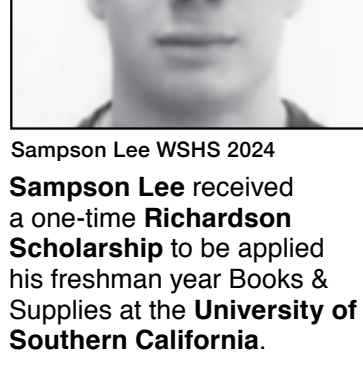 Sampson Lee WSHS 2024
Sampson Lee received
a one-time Richardson
Scholarship to be applied
his freshman year Books &
Supplies at the University of
Southern California.